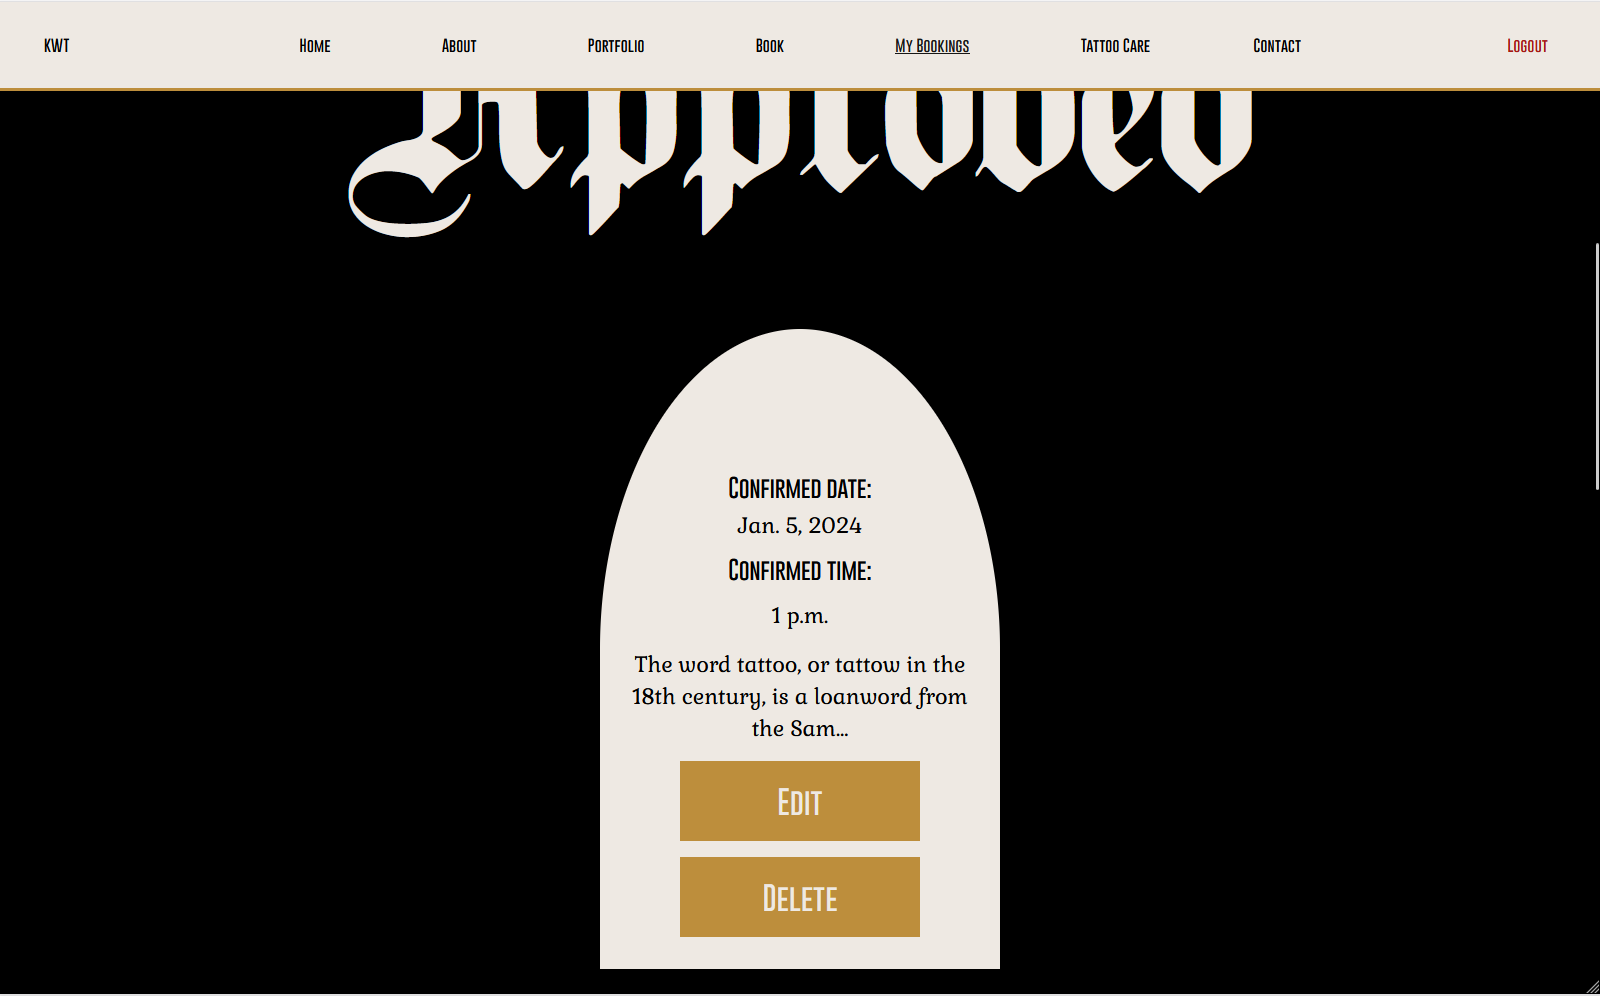 KWT Home About Portfolio Book My Bookings Tattoo Care Contact Logout
Approved
Confirmed date:
Jan. 5, 2024
Confirmed time:
1 p.m.
The word tattoo, or tattow in the
18th century, is a loanword from
the Sam...
Edit
Delete